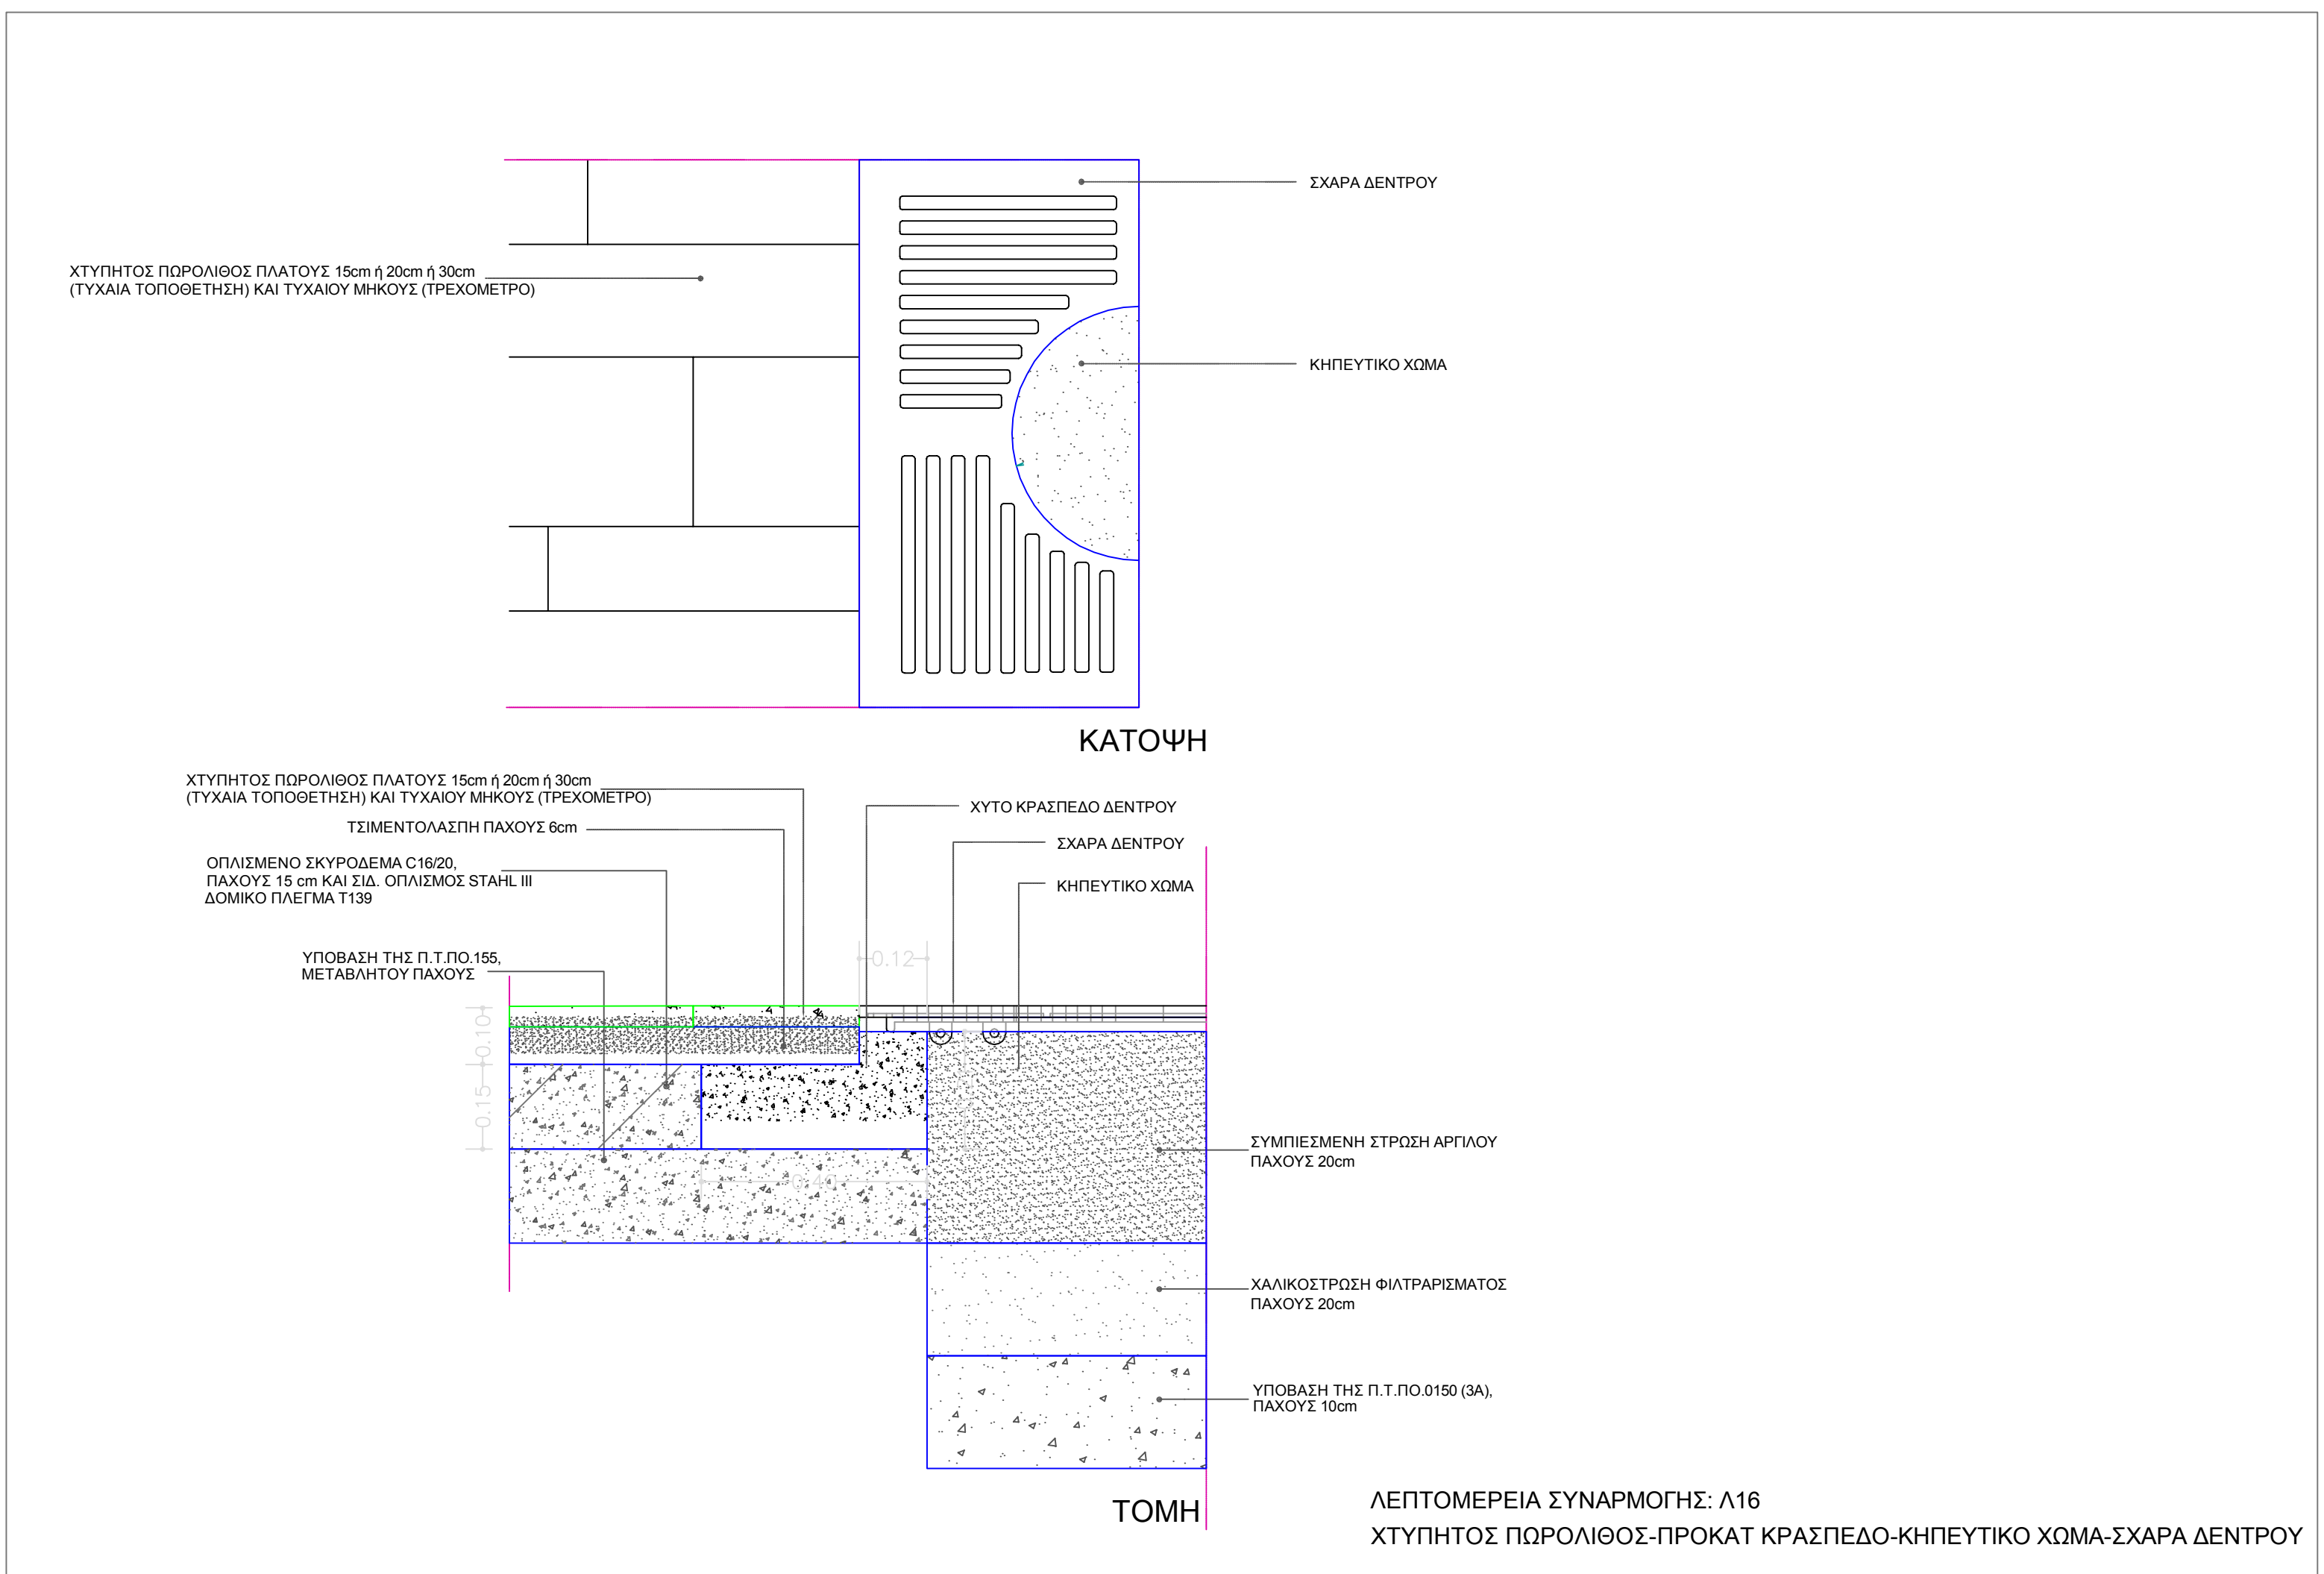 ΣΧΑΡΑ ΔΕΝΤΡΟΥ
ΧΤΥΠΗΤΟΣ ΠΩΡΟΛΙΘΟΣ ΠΛΑΤΟΥΣ 15cm ή 20cm ή 30cm
(ΤΥΧΑΙΑ ΤΟΠΟΘΕΤΗΣΗ) ΚΑΙ ΤΥΧΑΙΟΥ ΜΗΚΟΥΣ (ΤΡΕΧΟΜΕΤΡΟ)
ΚΗΠΕΥΤΙΚΟ ΧΩΜΑ
ΚΑΤΟΨΗ
ΧΤΥΠΗΤΟΣ ΠΩΡΟΛΙΘΟΣ ΠΛΑΤΟΥΣ 15cm ή 20cm ή 30cm
(ΤΥΧΑΙΑ ΤΟΠΟΘΕΤΗΣΗ) ΚΑΙ ΤΥΧΑΙΟΥ ΜΗΚΟΥΣ (ΤΡΕΧΟΜΕΤΡΟ)
ΧΥΤΟ ΚΡΑΣΠΕΔΟ ΔΕΝΤΡΟΥ
ΤΣΙΜΕΝΤΟΛΑΣΠΗ ΠΑΧΟΥΣ 6cm
ΣΧΑΡΑ ΔΕΝΤΡΟΥ
ΟΠΛΙΣΜΕΝΟ ΣΚΥΡΟΔΕΜΑ C16/20,
ΠΑΧΟΥΣ 15 cm ΚΑΙ ΣΙΔ. ΟΠΛΙΣΜΟΣ STAHL III
ΔΟΜΙΚΟ ΠΛΕΓΜΑ Τ139
ΚΗΠΕΥΤΙΚΟ ΧΩΜΑ
ΥΠΟΒΑΣΗ ΤΗΣ Π.Τ.ΠΟ.155,
ΜΕΤΑΒΛΗΤΟΥ ΠΑΧΟΥΣ
0.12
0.10
0.15
0.40
ΣΥΜΠΙΕΣΜΕΝΗ ΣΤΡΩΣΗ ΑΡΓΙΛΟΥ
ΠΑΧΟΥΣ 20cm
ΧΑΛΙΚΟΣΤΡΩΣΗ ΦΙΛΤΡΑΡΙΣΜΑΤΟΣ
ΠΑΧΟΥΣ 20cm
ΥΠΟΒΑΣΗ ΤΗΣ Π.Τ.ΠΟ.0150 (3Α),
ΠΑΧΟΥΣ 10cm
ΤΟΜΗ
ΛΕΠΤΟΜΕΡΕΙΑ ΣΥΝΑΡΜΟΓΗΣ: Λ16
ΧΤΥΠΗΤΟΣ ΠΩΡΟΛΙΘΟΣ-ΠΡΟΚΑΤ ΚΡΑΣΠΕΔΟ-ΚΗΠΕΥΤΙΚΟ ΧΩΜΑ-ΣΧΑΡΑ ΔΕΝΤΡΟΥ